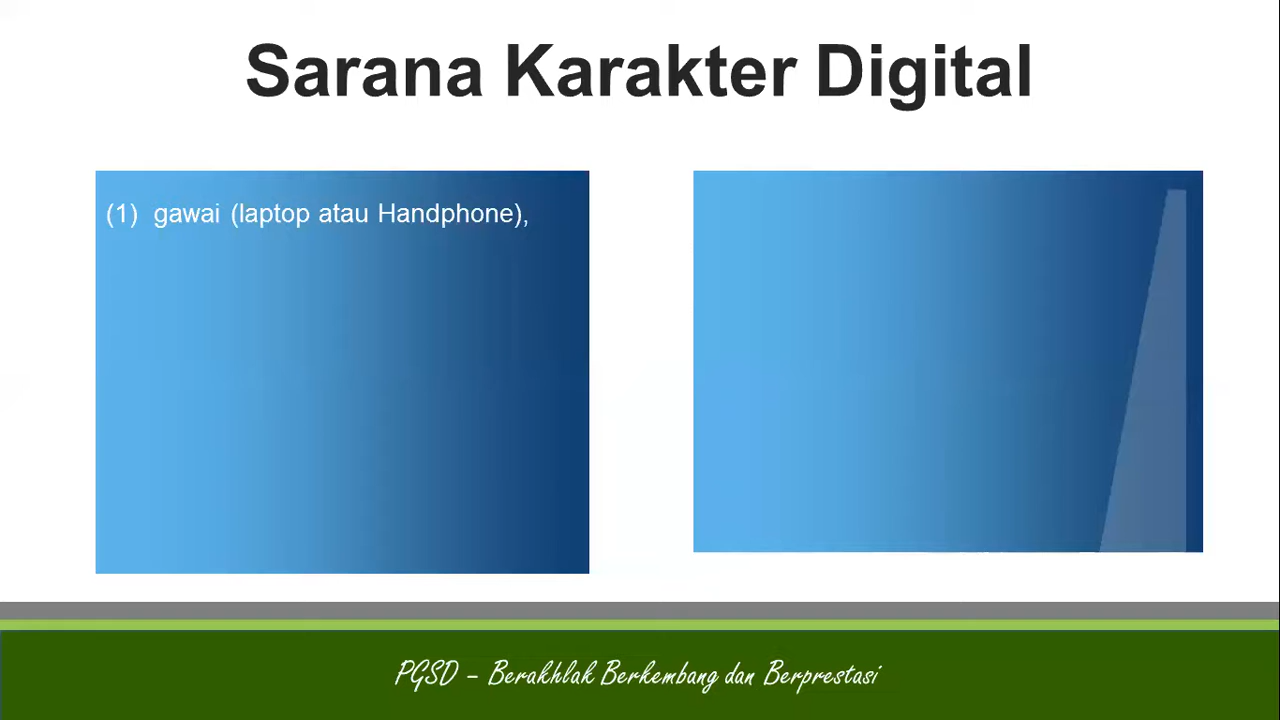 Sarana Karakter Digital
(1) gawai (laptop atau Handphone),
PGSD – Berakhlak Berkembang dan Berprestasi